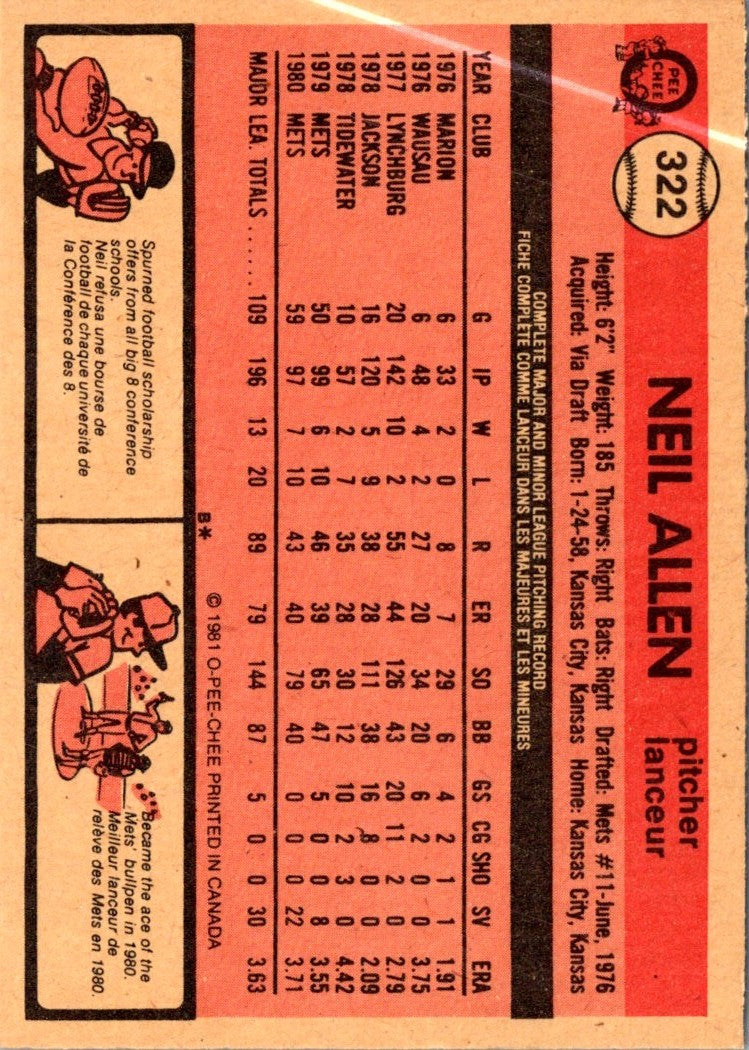 O
PEE
CHEE
322
NEIL ALLEN
pitcher
lanceur
Height: 6'2" Weight: 185 Throws: Right Bats: Right Drafted: Mets #11-June, 1976
Acquired: Via Draft Born: 1-24-58, Kansas City, Kansas Home: Kansas City, Kansas
COMPLETE MAJOR AND MINOR LEAGUE PITCHING RECORD
FICHE COMPLÈTE COMME LANCEUR DANS LES MAJEURES ET LES MINEURES
YEAR CLUB G IP W L R ER SO BB GS CG SHO SV ERA
1976 MARION 6 33 2 0 8 7 29 6 4 2 1 1 1.91
1976 WAUSAU 6 48 4 2 27 20 34 20 6 2 0 0 3.75
1977 LYNCHBURG 20 142 10 2 55 44 126 43 20 11 2 0 2.79
1978 JACKSON 16 120 5 9 38 28 111 38 16 8 0 0 2.09
1978 TIDEWATER 10 57 2 7 35 28 30 12 10 2 3 0 4.42
1979 METS 50 99 6 10 46 39 65 47 5 0 0 8 3.55
1980 METS 59 97 7 10 43 40 79 40 0 0 0 22 3.71
MAJOR LEA. TOTALS ...... 109 196 13 20 89 79 144 87 5 0 0 30 3.63
B* © 1981 O-PEE-CHEE PRINTED IN CANADA
Spurned football scholarship
offers from all big 8 conference
schools.
Neil refusa une bourse de
football de chaque université de
la Conférence des 8.
Became the ace of the
Mets' bullpen in 1980.
Meilleur lanceur de
relève des Mets en 1980.